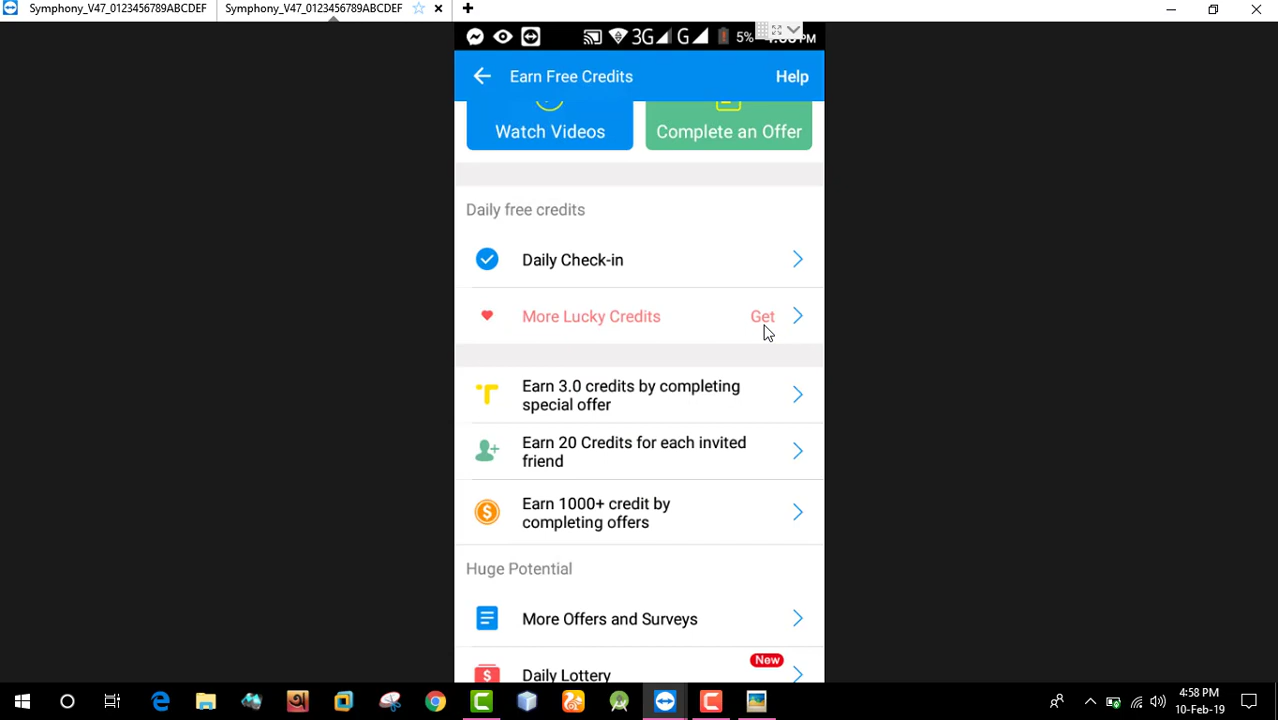 Symphony_V47_0123456789ABCDEF
Symphony_V47_0123456789ABCDEF
3G G 5% PM
Earn Free Credits Help
Watch Videos
Complete an Offer
Daily free credits
Daily Check-in
More Lucky Credits Get
Earn 3.0 credits by completing
special offer
Earn 20 Credits for each invited
friend
Earn 1000+ credit by
completing offers
Huge Potential
More Offers and Surveys
New
Daily Lottery
4:58 PM
10-Feb-19